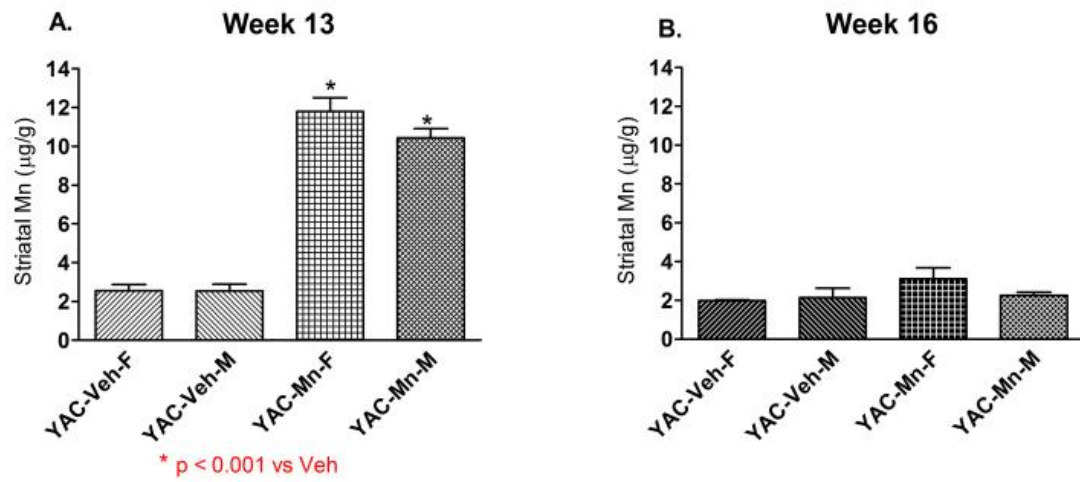 A.
Week 13
Striatal Mn (μg/g)
14
12
10
8
6
4
2
0
*
*
YAC-Veh-F
YAC-Veh-M
YAC-Mn-F
YAC-Mn-M
* p < 0.001 vs Veh
B.
Week 16
Striatal Mn (μg/g)
14
12
10
8
6
4
2
0
YAC-Veh-F
YAC-Veh-M
YAC-Mn-F
YAC-Mn-M